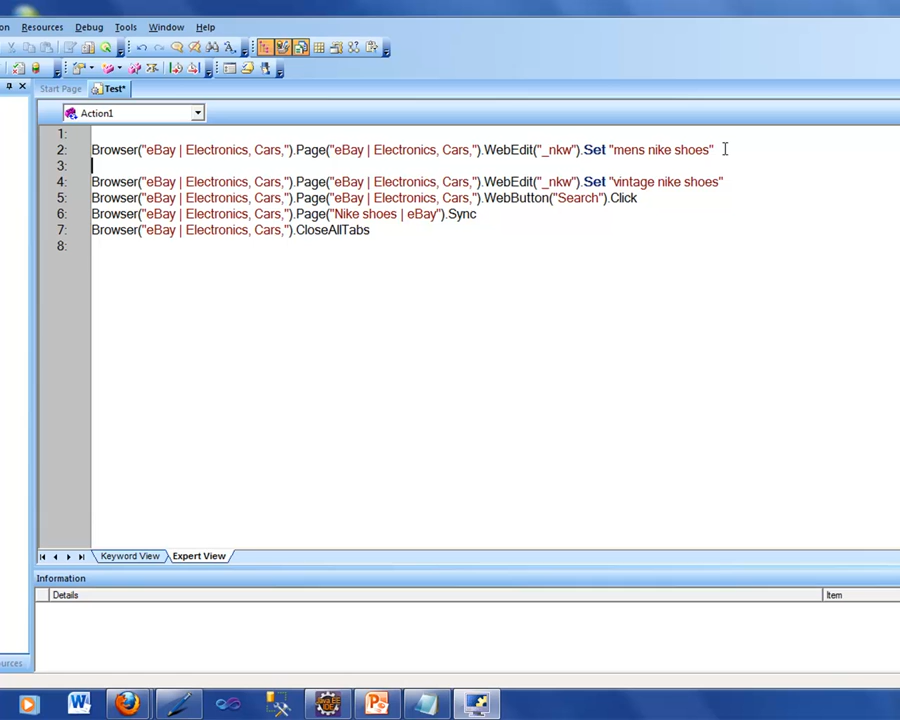 on Resources Debug Tools Window Help
Start Page Test*
Action1
1:
2: Browser("eBay | Electronics, Cars,").Page("eBay | Electronics, Cars,").WebEdit("_nkw").Set "mens nike shoes"
3:
4: Browser("eBay | Electronics, Cars,").Page("eBay | Electronics, Cars,").WebEdit("_nkw").Set "vintage nike shoes"
5: Browser("eBay | Electronics, Cars,").Page("eBay | Electronics, Cars,").WebButton("Search").Click
6: Browser("eBay | Electronics, Cars,").Page("Nike shoes | eBay").Sync
7: Browser("eBay | Electronics, Cars,").CloseAllTabs
8:
Keyword View Expert View
Information
Details Item
ources